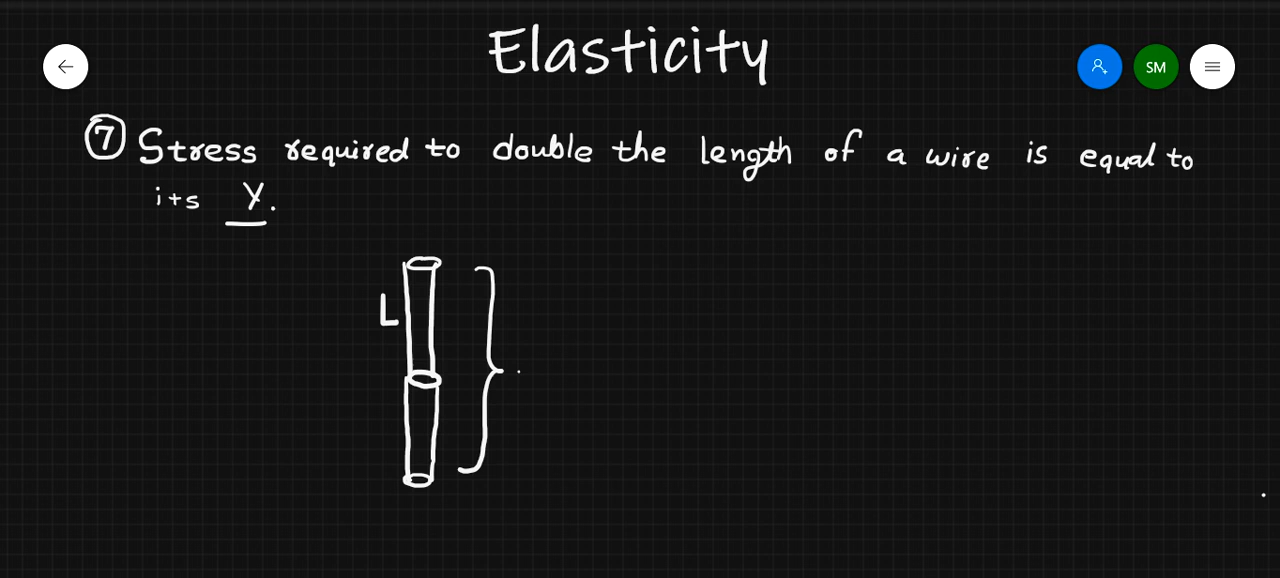 Elasticity
SM
7 Stress required to double the length of a wire is equal to
its Y.
L